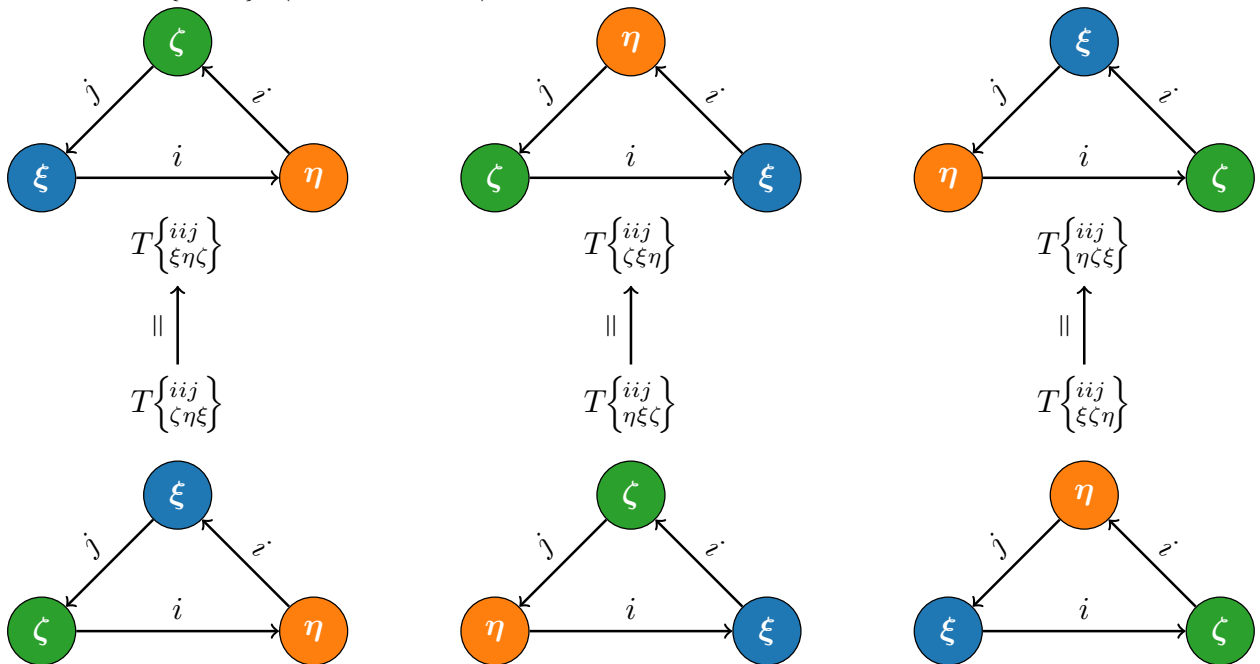 ζ η ξ
j i j i j i
ξ i η ζ i ξ η i ζ
T{iij ξηζ} T{iij ζξη} T{iij ηζξ}
|| || ||
T{iij ζηξ} T{iij ηξζ} T{iij ξζη}
ξ ζ η
j i j i j i
ζ i η η i ξ ξ i ζ